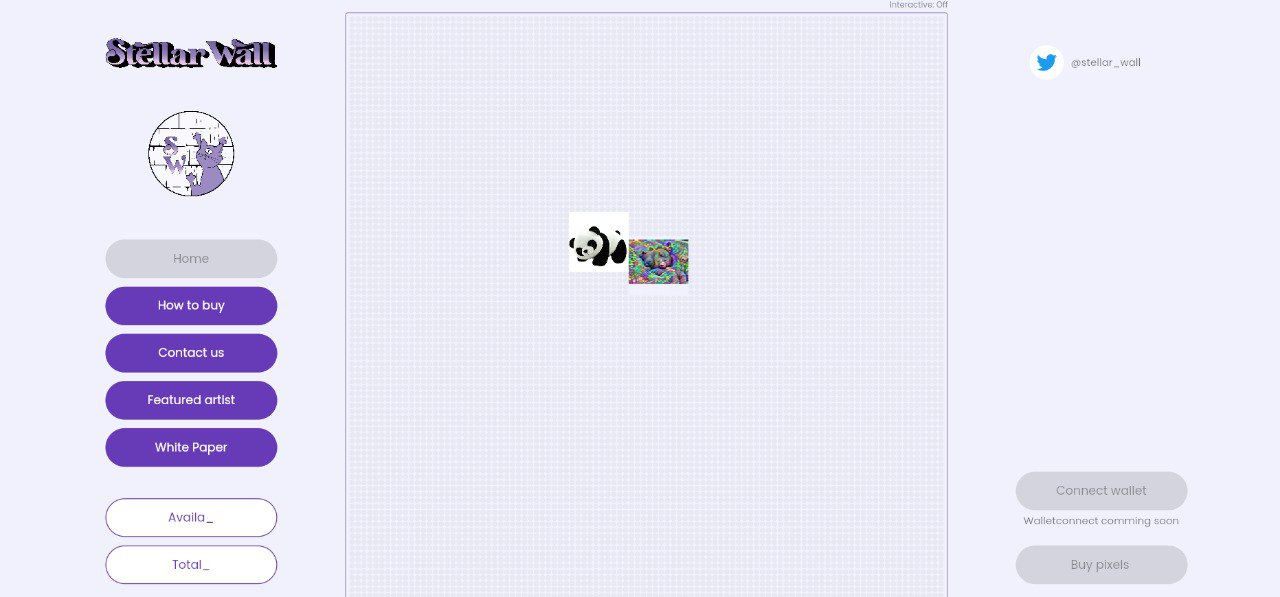 Interactive: Off
Stellar Wall
@stellar_wall
S
W
Home
How to buy
Contact us
Featured artist
White Paper
Availa_
Total_
Connect wallet
Walletconnect comming soon
Buy pixels